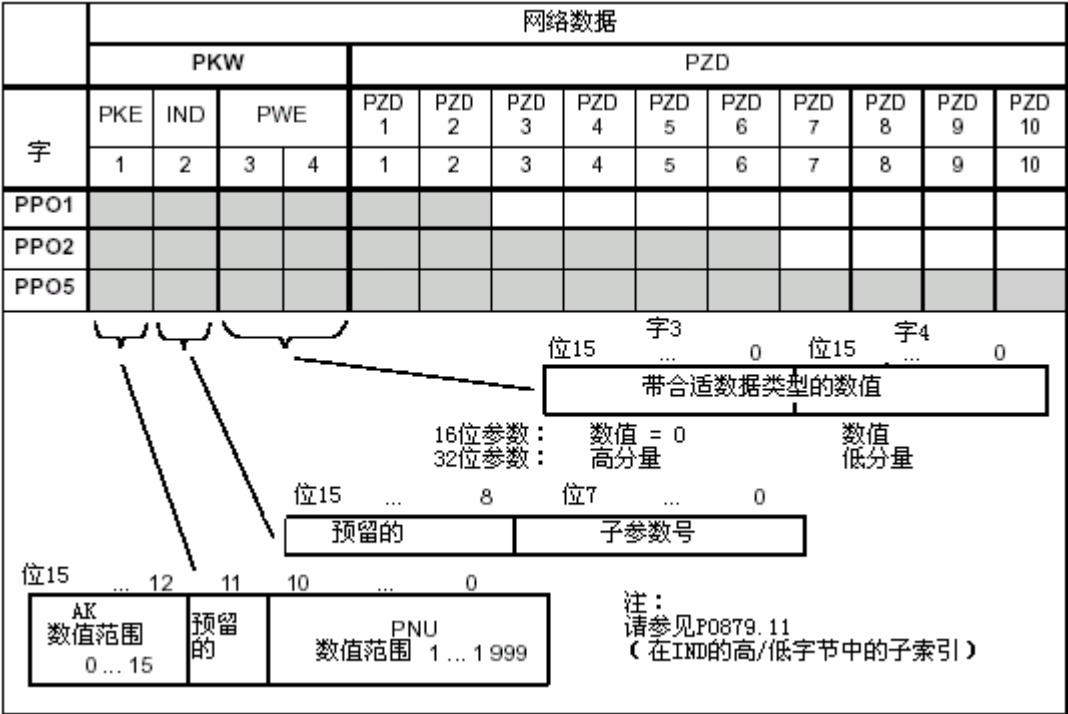 网络数据
PKW PZD
字 PKE IND PWE PZD 1 PZD 2 PZD 3 PZD 4 PZD 5 PZD 6 PZD 7 PZD 8 PZD 9 PZD 10
1 2 3 4 1 2 3 4 5 6 7 8 9 10
PPO1
PPO2
PPO5
字3 字4
位15 ... 0 位15 ... 0
带合适数据类型的数值
16位参数： 数值 = 0 数值
32位参数： 高分量 低分量
位15 ... 8 位7 ... 0
预留的 子参数号
位15 ... 12 11 10 ... 0
AK
数值范围
0 ... 15
预留
的
PNU
数值范围 1 ... 1 999
注：
请参见P0879.11
(在IND的高/低字节中的子索引)